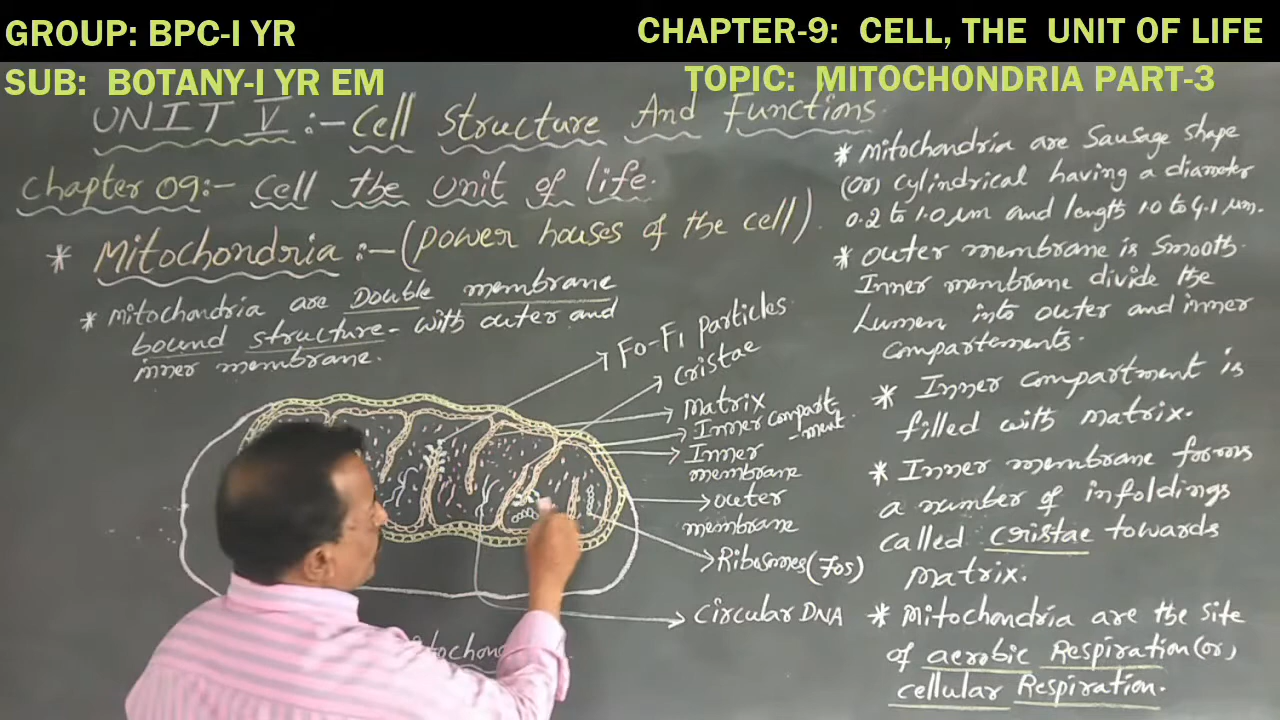 GROUP: BPC-I YR
CHAPTER-9: CELL, THE UNIT OF LIFE
SUB: BOTANY-I YR EM
TOPIC: MITOCHONDRIA PART-3
UNIT V :- Cell Structure And Functions
Chapter 09:- Cell the Unit of life.
* Mitochondria :- (power houses of the cell).
* Mitochondria are Double membrane
bound structure - with outer and
inner membrane.
Fo-F1 particles
cristae
Matrix
Inner compart
-ment
Inner
membrane
outer
membrane
Ribosomes (70s)
Circular DNA
* Mitochondria are Sausage shape
(or) cylindrical having a diameter
0.2 to 1.0 μm and length 1.0 to 4.1 μm.
* outer membrane is smooth.
Inner membrane divide the
Lumen into outer and inner
compartements.
* Inner compartment is
filled with matrix.
* Inner membrane forms
a number of infoldings
called cristae towards
matrix.
* Mitochondria are the site
of aerobic Respiration (or)
cellular Respiration.